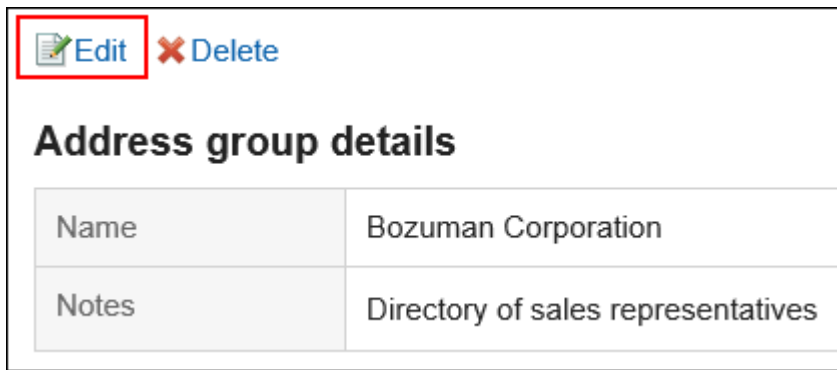 Edit Delete
Address group details
Name Bozuman Corporation
Notes Directory of sales representatives